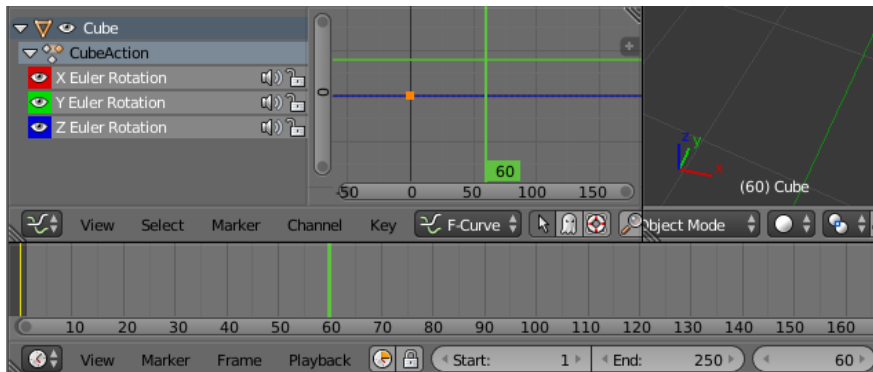 Cube
CubeAction
X Euler Rotation
Y Euler Rotation
Z Euler Rotation
60
-50 0 50 100 150
z y x
(60) Cube
View Select Marker Channel Key F-Curve Object Mode
10 20 30 40 50 60 70 80 90 100 110 120 130 140 150 160
View Marker Frame Playback Start: 1 End: 250 60